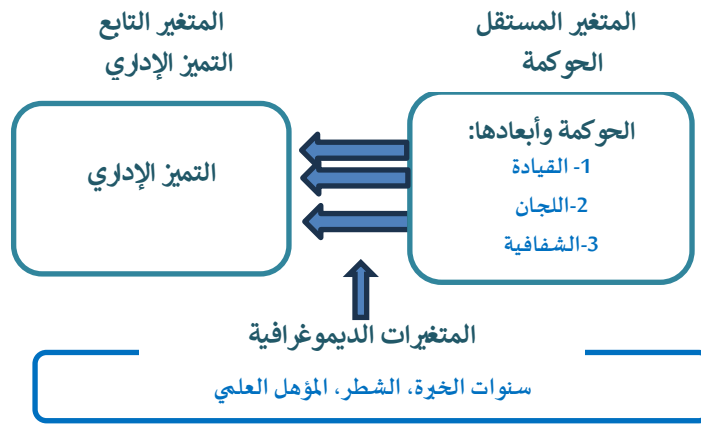 المتغير المستقل
الحوكمة
المتغير التابع
التميز الإداري
الحوكمة وأبعادها:
1- القيادة
2-اللجان
3-الشفافية
التميز الإداري
المتغيرات الديموغرافية
سنوات الخبرة، الشطر، المؤهل العلمي